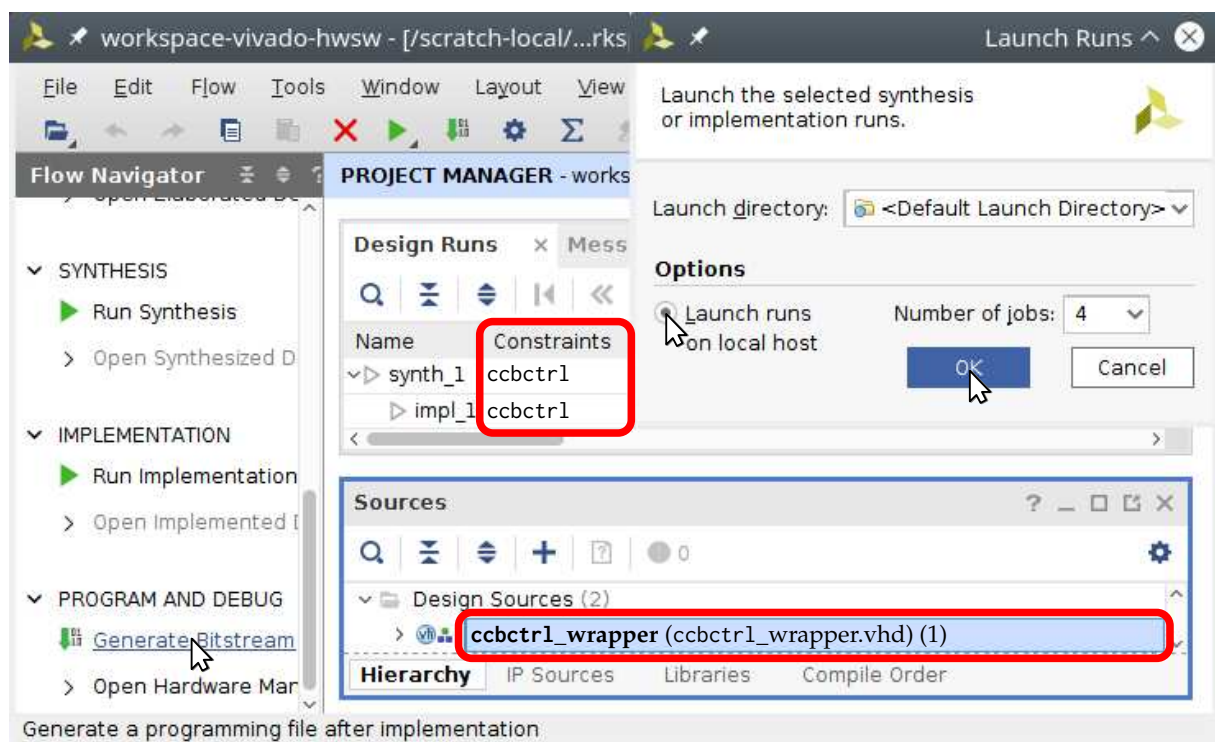 workspace-vivado-hwsw - [/scratch-local/...rks
Launch Runs
File Edit Flow Tools Window Layout View
Launch the selected synthesis
or implementation runs.
Flow Navigator
?
PROJECT MANAGER - works
Launch directory: <Default Launch Directory>
Open Elaborated De
Design Runs × Mess
Options
SYNTHESIS
Run Synthesis
Launch runs
on local host
Number of jobs: 4
Name Constraints
Open Synthesized D
synth_1 ccbctrl
OK Cancel
impl_1 ccbctrl
IMPLEMENTATION
Run Implementation
Sources
?
Open Implemented
0
PROGRAM AND DEBUG
Design Sources (2)
Generate Bitstream
ccbctrl_wrapper (ccbctrl_wrapper.vhd) (1)
Hierarchy IP Sources Libraries Compile Order
Open Hardware Man
Generate a programming file after implementation